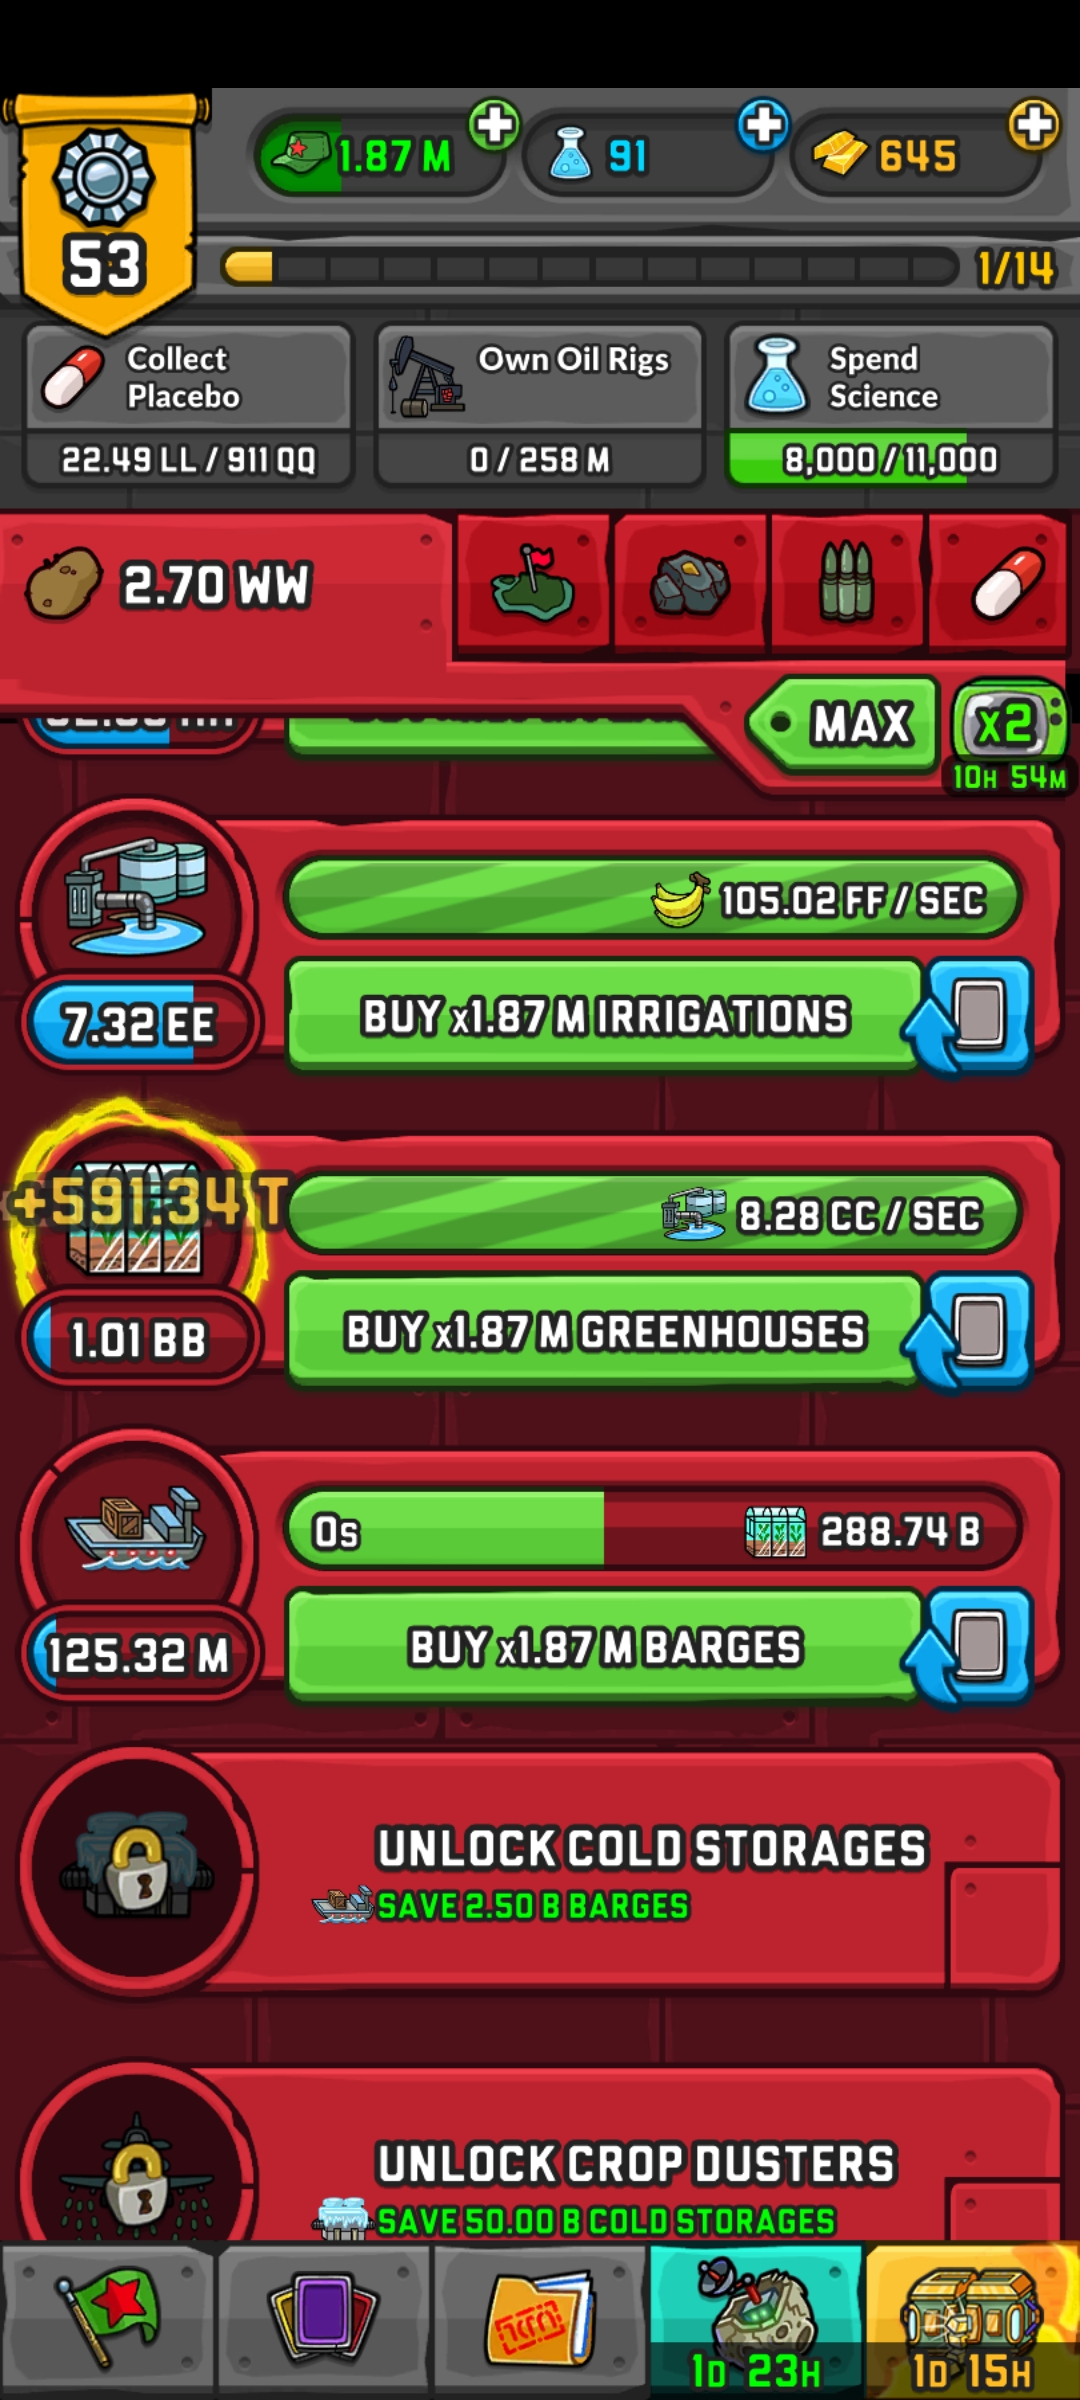 1.87 M
91
645
53
1/14
Collect
Placebo
22.49 LL / 911 QQ
Own Oil Rigs
0 / 258 M
Spend
Science
8,000 / 11,000
2.70 WW
MAX
x2
10H 54M
105.02 FF / SEC
7.32 EE
BUY x1.87 M IRRIGATIONS
+591.34 T
8.28 CC / SEC
1.01 BB
BUY x1.87 M GREENHOUSES
0s
288.74 B
125.32 M
BUY x1.87 M BARGES
UNLOCK COLD STORAGES
SAVE 2.50 B BARGES
UNLOCK CROP DUSTERS
SAVE 50.00 B COLD STORAGES
1D 23H
1D 15H